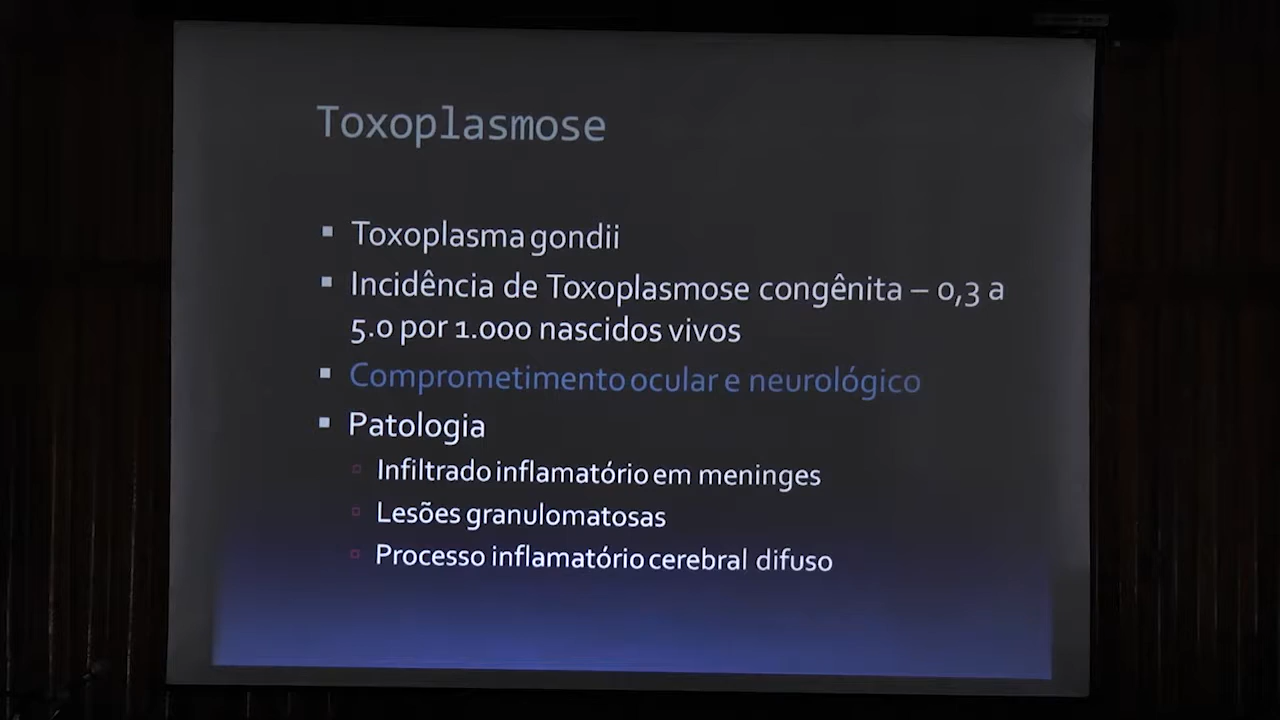 Toxoplasmose
▪ Toxoplasma gondii
▪ Incidência de Toxoplasmose congênita – 0,3 a
5.0 por 1.000 nascidos vivos
▪ Comprometimento ocular e neurológico
▪ Patologia
▫ Infiltrado inflamatório em meninges
▫ Lesões granulomatosas
▫ Processo inflamatório cerebral difuso